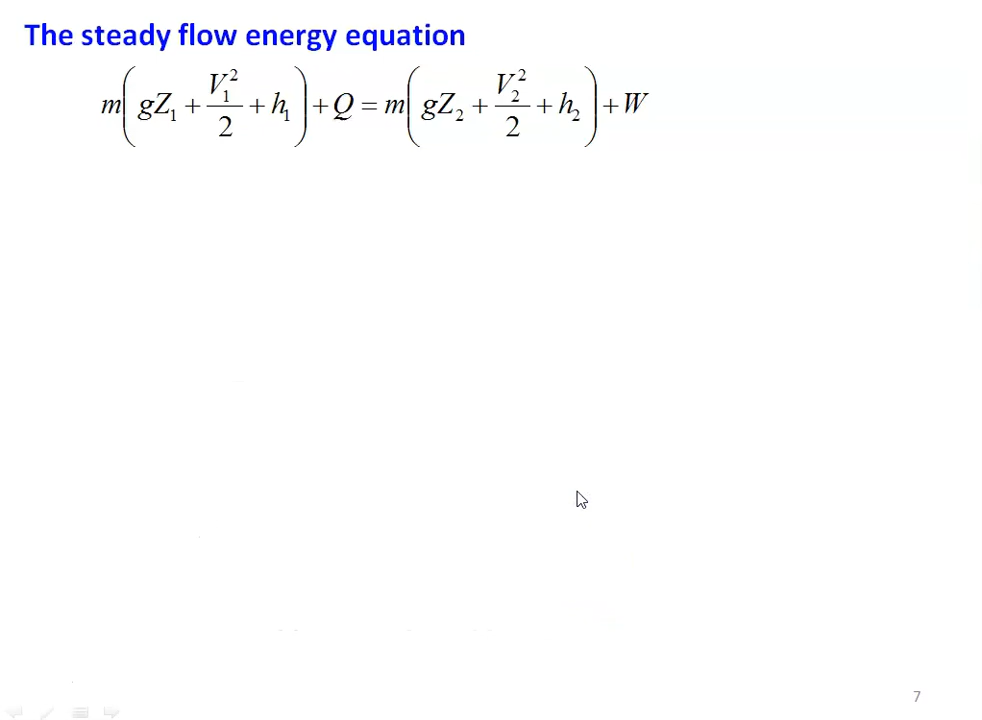 The steady flow energy equation
m(gZ₁ + V₁²/2 + h₁) + Q = m(gZ₂ + V₂²/2 + h₂) + W
7